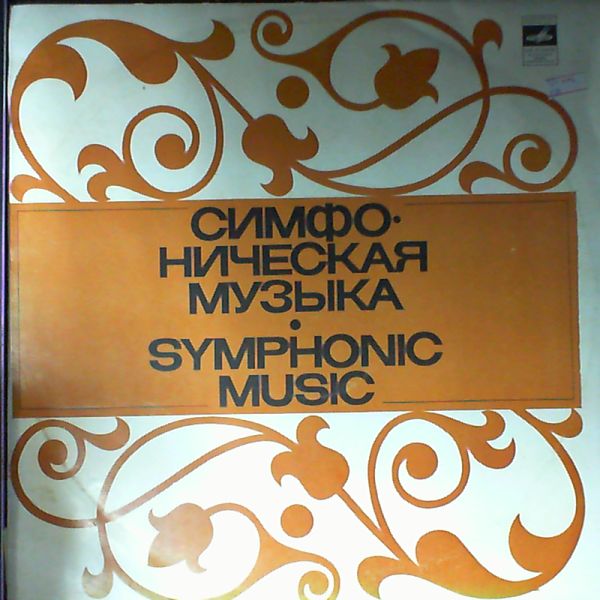 СИМФО·
НИЧЕСКАЯ
МУЗЫКА
•
SYMPHONIC
MUSIC